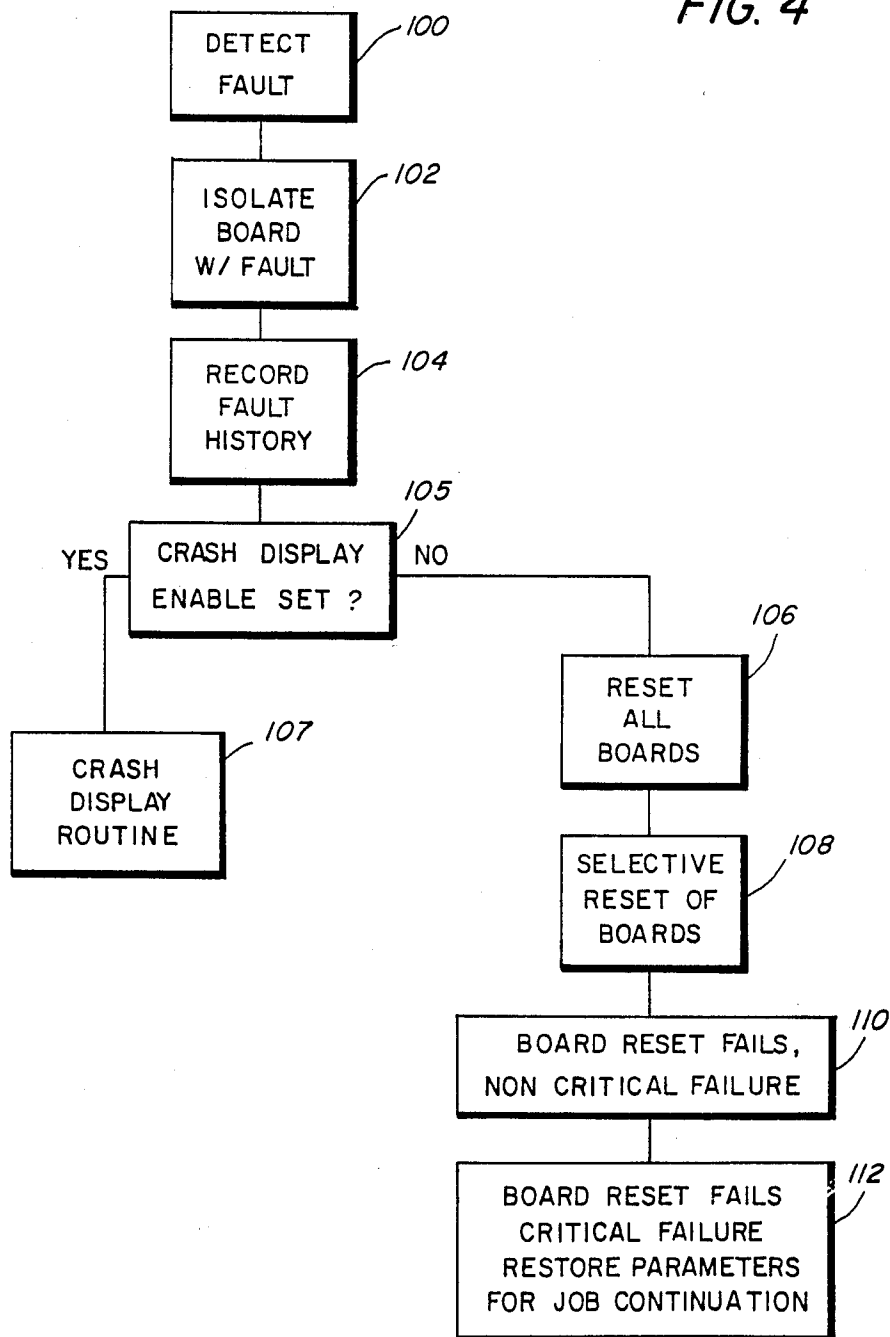 FIG. 4
100
DETECT
FAULT
102
ISOLATE
BOARD
W/ FAULT
104
RECORD
FAULT
HISTORY
105
YES
CRASH DISPLAY
ENABLE SET ?
NO
106
RESET
ALL
BOARDS
107
CRASH
DISPLAY
ROUTINE
108
SELECTIVE
RESET OF
BOARDS
110
BOARD RESET FAILS,
NON CRITICAL FAILURE
112
BOARD RESET FAILS
CRITICAL FAILURE
RESTORE PARAMETERS
FOR JOB CONTINUATION